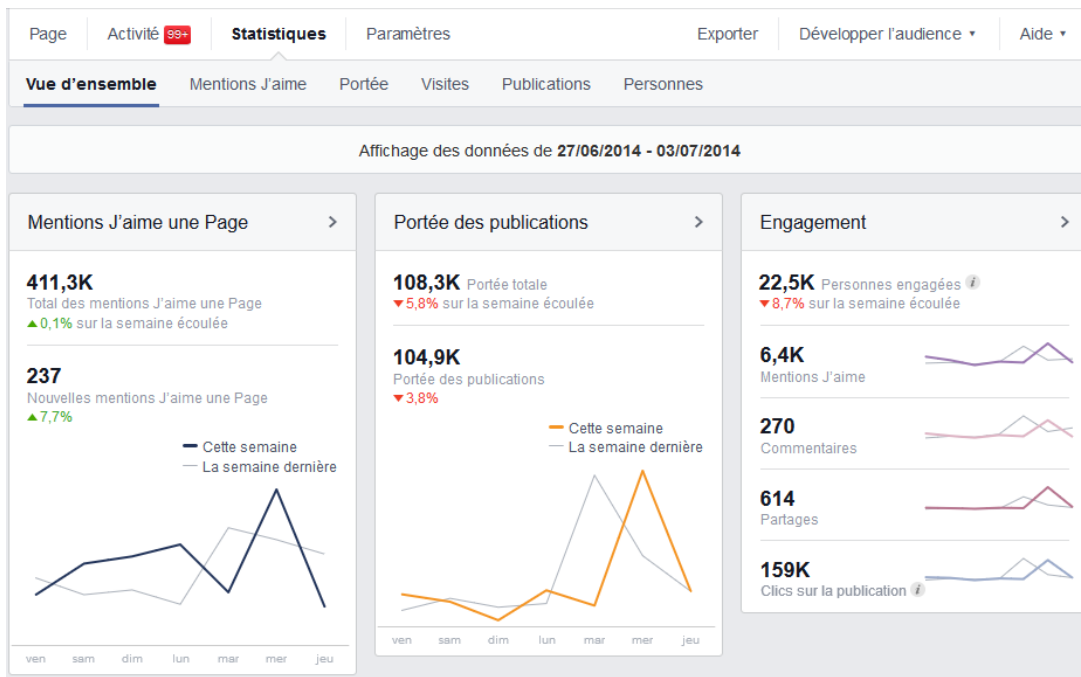 Page Activité 99+ Statistiques Paramètres Exporter Développer l'audience Aide
Vue d'ensemble Mentions J'aime Portée Visites Publications Personnes
Affichage des données de 27/06/2014 - 03/07/2014
Mentions J'aime une Page
411,3K
Total des mentions J'aime une Page
0,1% sur la semaine écoulée
237
Nouvelles mentions J'aime une Page
7,7%
Cette semaine
La semaine dernière
ven sam dim lun mar mer jeu
Portée des publications
108,3K Portée totale
5,8% sur la semaine écoulée
104,9K
Portée des publications
3,8%
Cette semaine
La semaine dernière
ven sam dim lun mar mer jeu
Engagement
22,5K Personnes engagées i
8,7% sur la semaine écoulée
6,4K
Mentions J'aime
270
Commentaires
614
Partages
159K
Clics sur la publication i